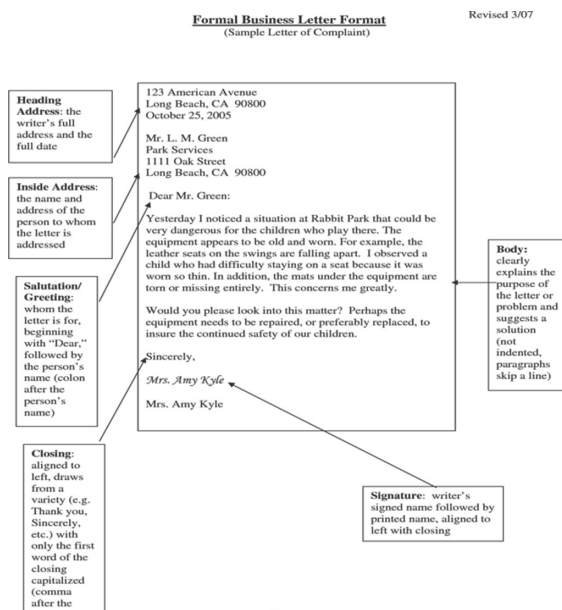 Formal Business Letter Format
Revised 3/07
(Sample Letter of Complaint)
Heading
Address: the
writer's full
address and the
full date
Inside Address:
the name and
address of the
person to whom
the letter is
addressed
Salutation/
Greeting:
whom the
letter is for,
beginning
with “Dear,”
followed by
the person's
name (colon
after the
person's
name)
Closing:
aligned to
left, draws
from a
variety (e.g.
Thank you,
Sincerely,
etc.) with
only the first
word of the
closing
capitalized
(comma
after the
123 American Avenue
Long Beach, CA 90800
October 25, 2005
Mr. L. M. Green
Park Services
1111 Oak Street
Long Beach, CA 90800
Dear Mr. Green:
Yesterday I noticed a situation at Rabbit Park that could be
very dangerous for the children who play there. The
equipment appears to be old and worn. For example, the
leather seats on the swings are falling apart. I observed a
child who had difficulty staying on a seat because it was
worn so thin. In addition, the mats under the equipment are
torn or missing entirely. This concerns me greatly.
Would you please look into this matter? Perhaps the
equipment needs to be repaired, or preferably replaced, to
insure the continued safety of our children.
Sincerely,
Mrs. Amy Kyle
Mrs. Amy Kyle
Body:
clearly
explains the
purpose of
the letter or
problem and
suggests a
solution
(not
indented,
paragraphs
skip a line)
Signature: writer's
signed name followed by
printed name, aligned to
left with closing